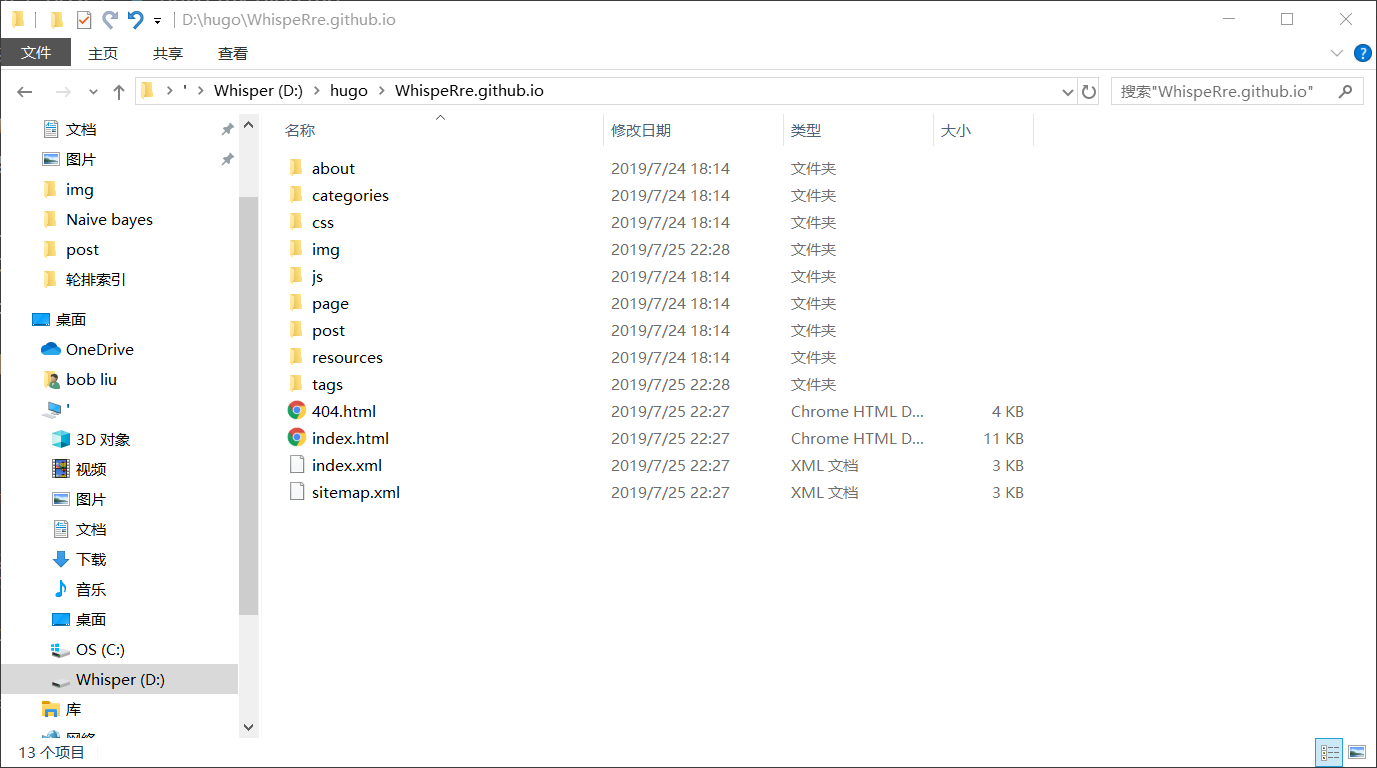 D:\hugo\WhispeRre.github.io
文件 主页 共享 查看
' Whisper (D:) hugo WhispeRre.github.io 搜索"WhispeRre.github.io"
文档
图片
img
Naive bayes
post
轮排索引
桌面
OneDrive
bob liu
'
3D 对象
视频
图片
文档
下载
音乐
桌面
OS (C:)
Whisper (D:)
库
网络
名称 修改日期 类型 大小
about 2019/7/24 18:14 文件夹
categories 2019/7/24 18:14 文件夹
css 2019/7/24 18:14 文件夹
img 2019/7/25 22:28 文件夹
js 2019/7/24 18:14 文件夹
page 2019/7/24 18:14 文件夹
post 2019/7/24 18:14 文件夹
resources 2019/7/24 18:14 文件夹
tags 2019/7/25 22:28 文件夹
404.html 2019/7/25 22:27 Chrome HTML D... 4 KB
index.html 2019/7/25 22:27 Chrome HTML D... 11 KB
index.xml 2019/7/25 22:27 XML 文档 3 KB
sitemap.xml 2019/7/25 22:27 XML 文档 3 KB
13 个项目